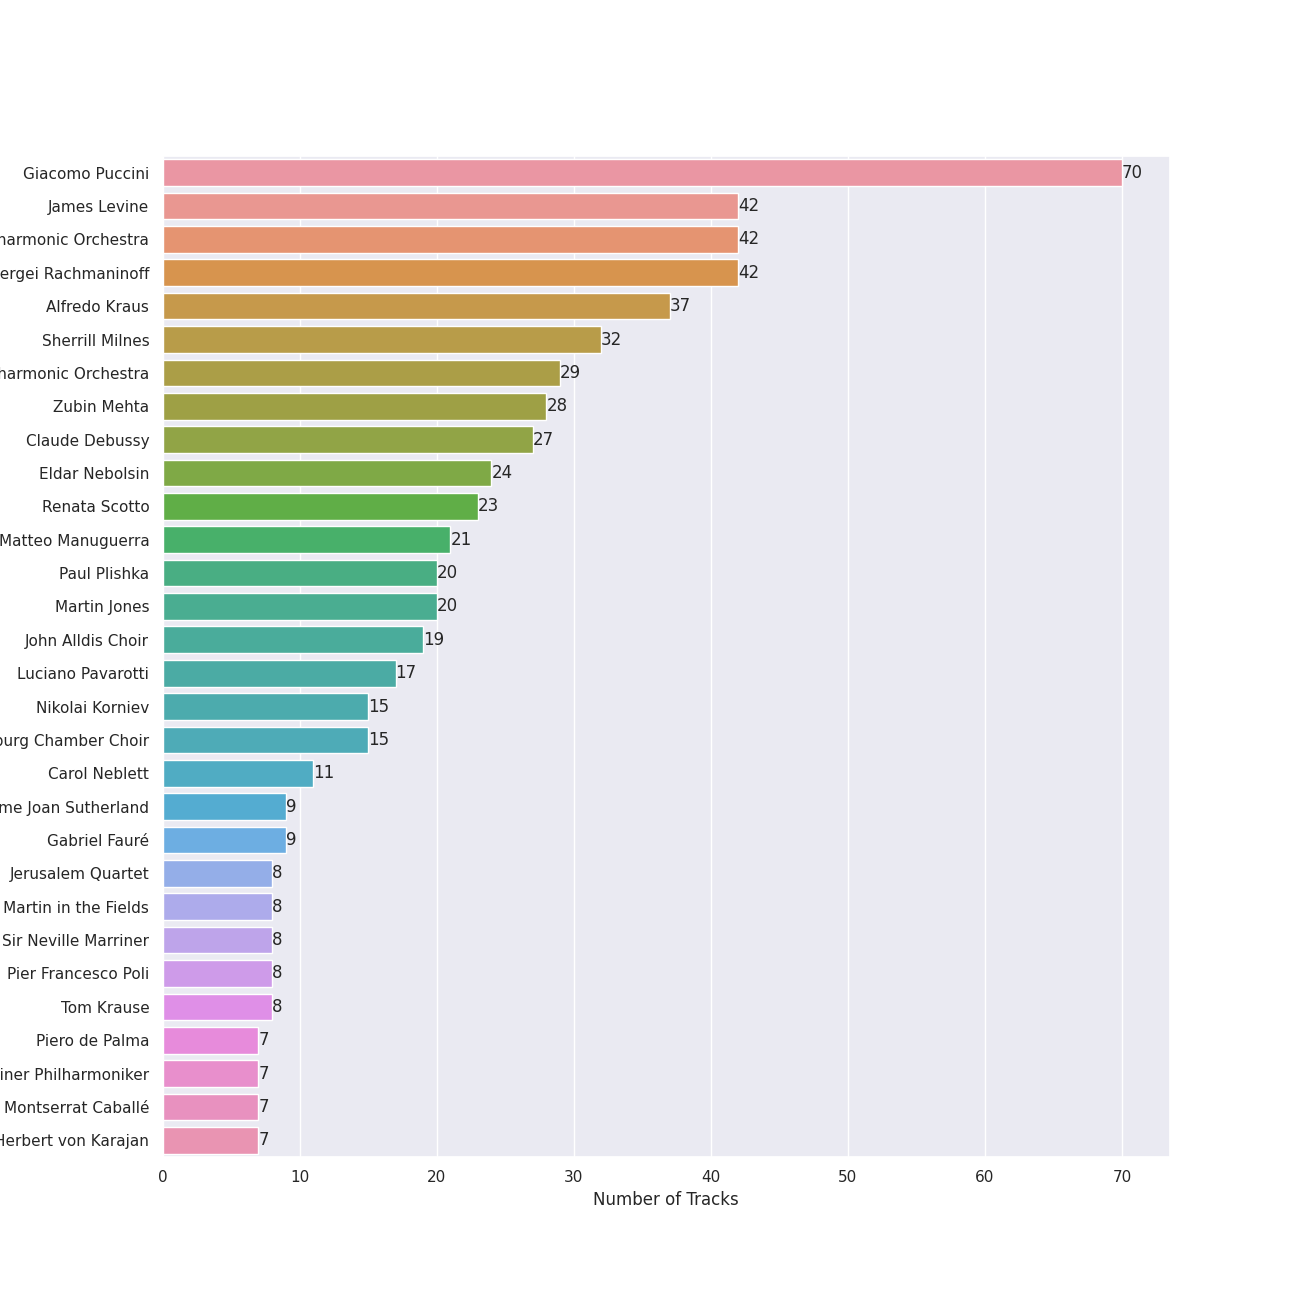 Giacomo Puccini 70
James Levine 42
harmonic Orchestra 42
ergei Rachmaninoff 42
Alfredo Kraus 37
Sherrill Milnes 32
harmonic Orchestra 29
Zubin Mehta 28
Claude Debussy 27
Eldar Nebolsin 24
Renata Scotto 23
Matteo Manuguerra 21
Paul Plishka 20
Martin Jones 20
John Alldis Choir 19
Luciano Pavarotti 17
Nikolai Korniev 15
burg Chamber Choir 15
Carol Neblett 11
me Joan Sutherland 9
Gabriel Fauré 9
Jerusalem Quartet 8
Martin in the Fields 8
Sir Neville Marriner 8
Pier Francesco Poli 8
Tom Krause 8
Piero de Palma 7
iner Philharmoniker 7
Montserrat Caballé 7
Herbert von Karajan 7
0 10 20 30 40 50 60 70
Number of Tracks